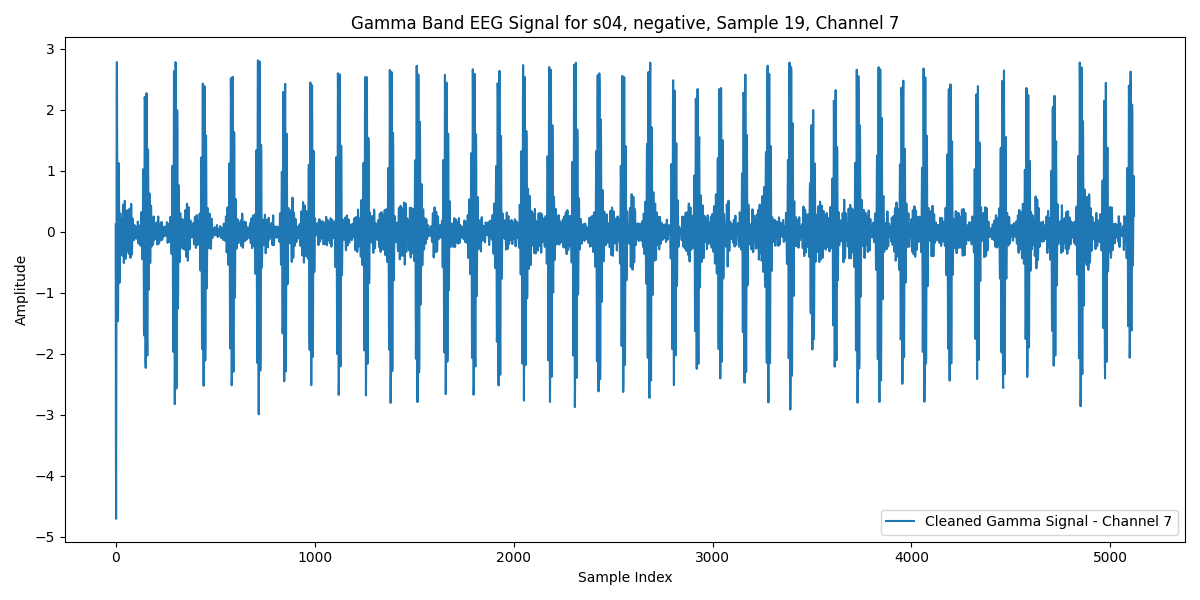 Gamma Band EEG Signal for s04, negative, Sample 19, Channel 7
3
2
1
0
−1
−2
−3
−4
−5
Amplitude
0 1000 2000 3000 4000 5000
Sample Index
Cleaned Gamma Signal - Channel 7